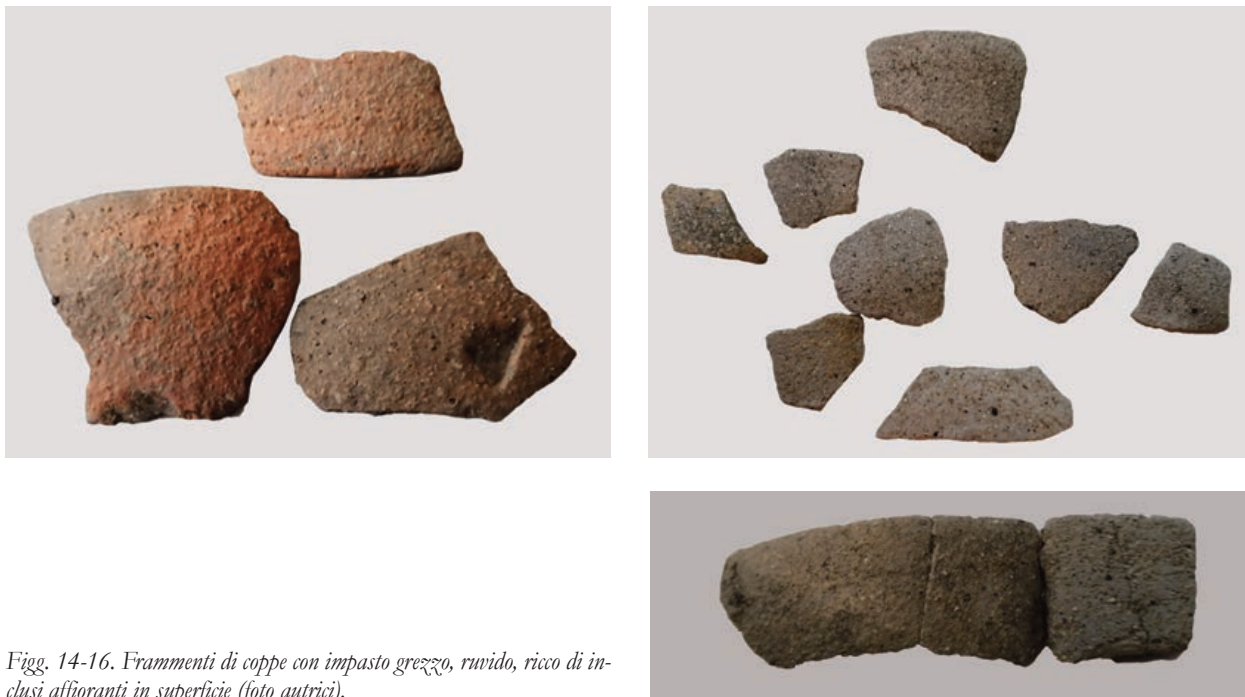 Figg. 14-16. Frammenti di coppe con impasto grezzo, ruvido, ricco di in-
clusi affioranti in superficie (foto autrici).